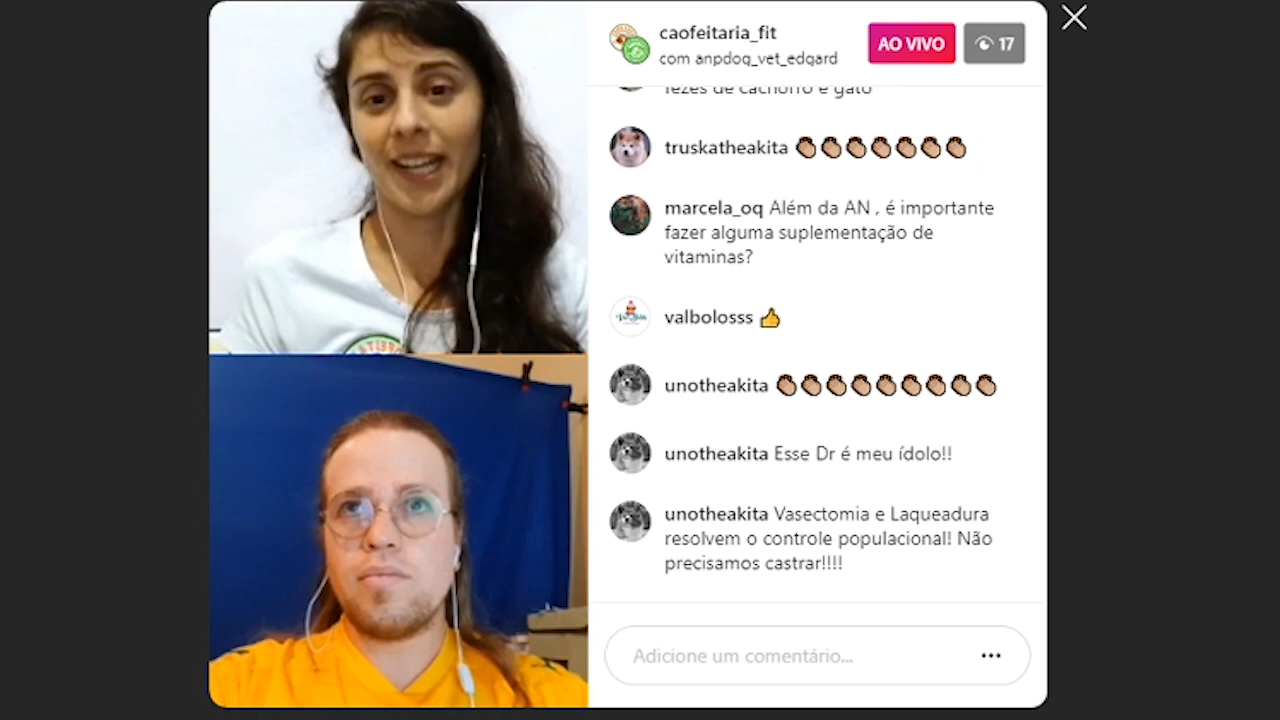 caofeitaria_fit
com anpdog_vet_edgard
AO VIVO
17
fezes de cachorro e gato
truskatheakita 👏👏👏👏👏👏👏
marcela_oq Além da AN , é importante
fazer alguma suplementação de
vitaminas?
valbolosss 👍
unotheakita 👏👏👏👏👏👏👏👏👏
unotheakita Esse Dr é meu ídolo!!
unotheakita Vasectomia e Laqueadura
resolvem o controle populacional! Não
precisamos castrar!!!!
Adicione um comentário...